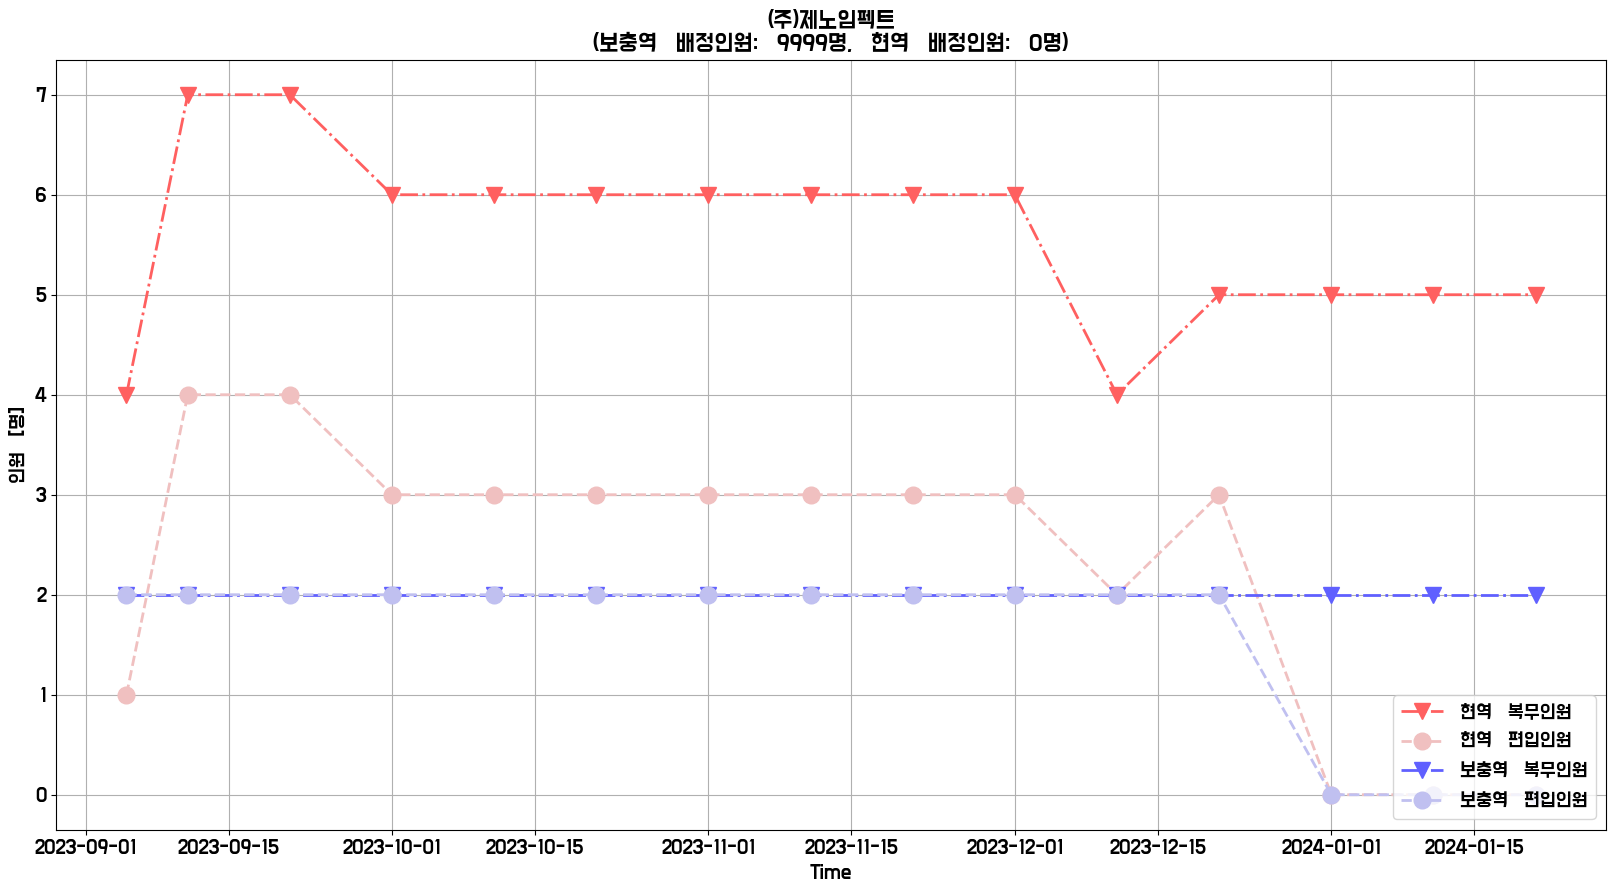 (주)제노임펙트
(보충역 배정인원: 9999명, 현역 배정인원: 0명)
인원 [명]
7
6
5
4
3
2
1
0
2023-09-01 2023-09-15 2023-10-01 2023-10-15 2023-11-01 2023-11-15 2023-12-01 2023-12-15 2024-01-01 2024-01-15
Time
현역 복무인원
현역 편입인원
보충역 복무인원
보충역 편입인원